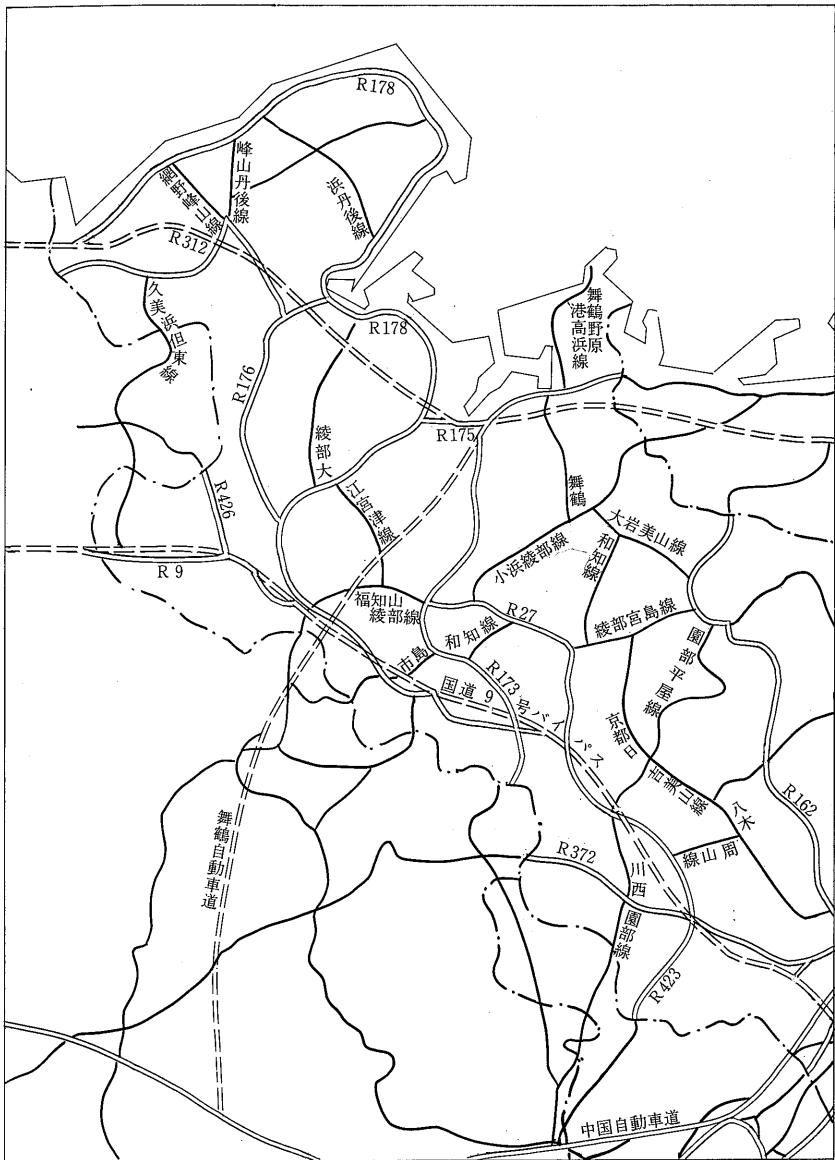 R178
峰山丹後線
網野峰山線
浜丹後線
R312
久美浜但東線
R178
R176
舞鶴野原
港高浜線
R175
綾部大
江宮津線
舞鶴
和知線
大岩美山線
小浜綾部線
R426
R9
福知山
綾部線
R27
綾部宮島線
園部平屋線
市島
和知線
R173
国道9号バイパス
京都日
吉美山線
八木
周山線
R162
舞鶴自動車道
R372
川西
園部線
R423
中国自動車道